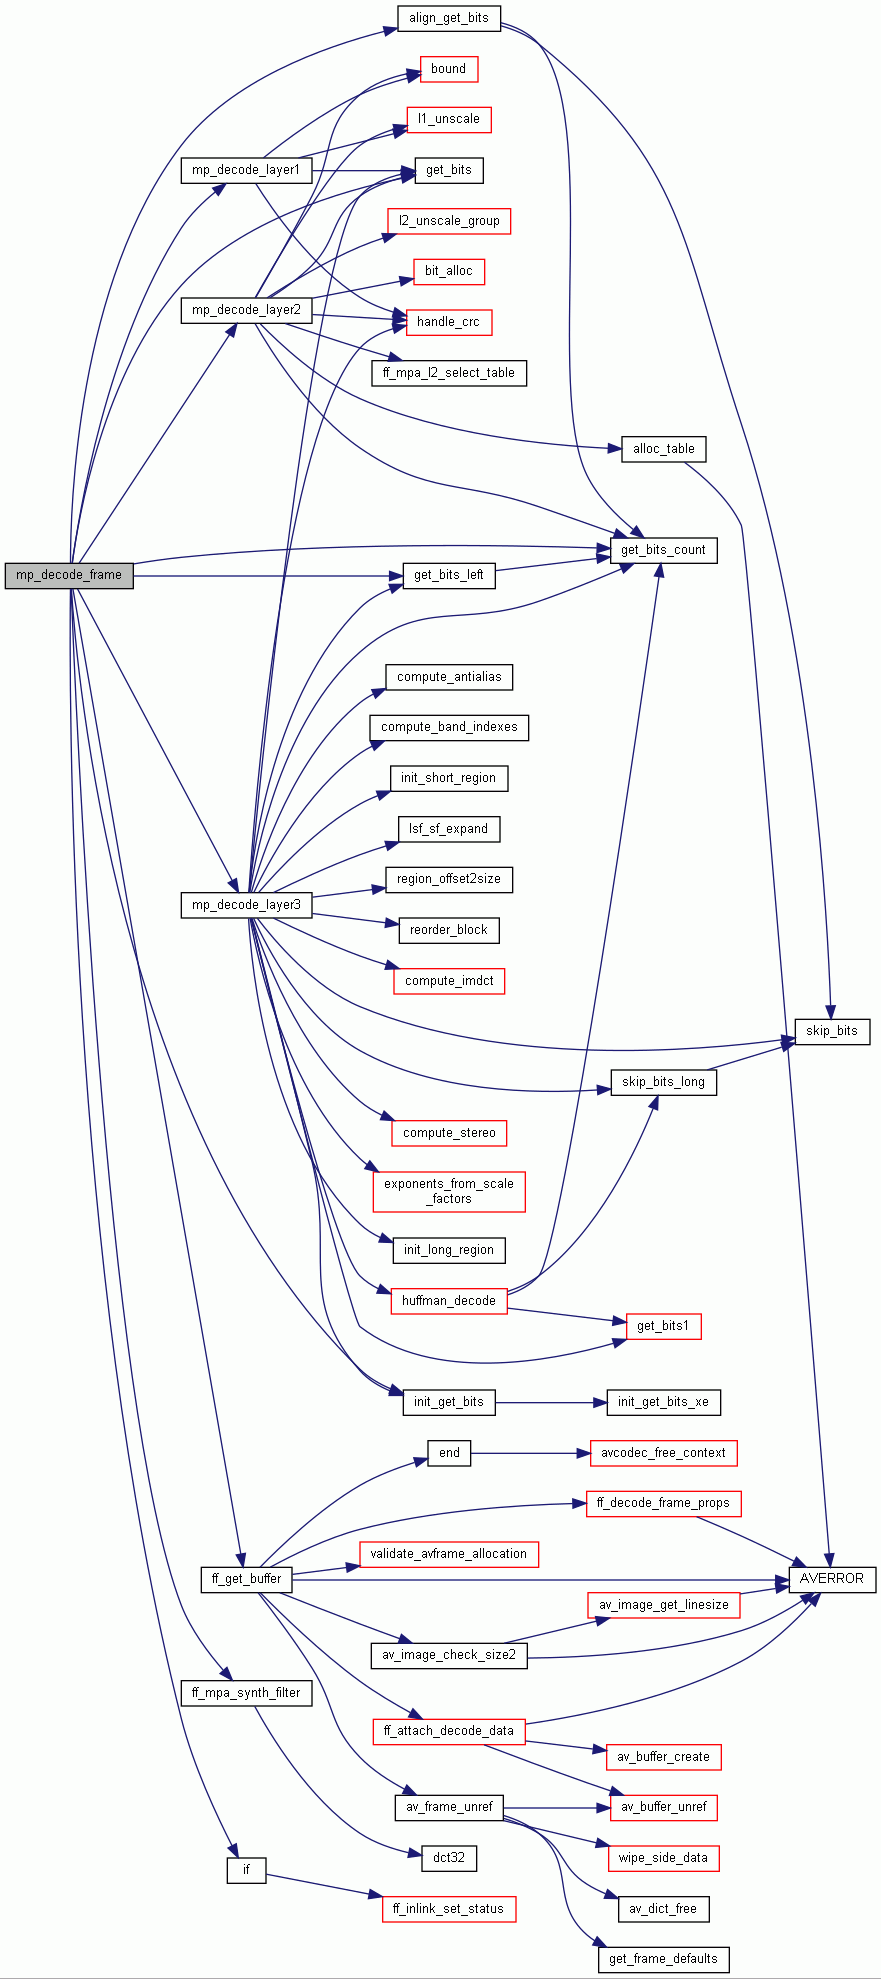 align_get_bits
bound
l1_unscale
mp_decode_layer1
get_bits
l2_unscale_group
bit_alloc
mp_decode_layer2
handle_crc
ff_mpa_l2_select_table
alloc_table
get_bits_count
mp_decode_frame
get_bits_left
compute_antialias
compute_band_indexes
init_short_region
lsf_sf_expand
region_offset2size
mp_decode_layer3
reorder_block
compute_imdct
skip_bits
skip_bits_long
compute_stereo
exponents_from_scale
_factors
init_long_region
huffman_decode
get_bits1
init_get_bits
init_get_bits_xe
end
avcodec_free_context
ff_decode_frame_props
validate_avframe_allocation
ff_get_buffer
AVERROR
av_image_get_linesize
av_image_check_size2
ff_mpa_synth_filter
ff_attach_decode_data
av_buffer_create
av_frame_unref
av_buffer_unref
dct32
wipe_side_data
if
ff_inlink_set_status
av_dict_free
get_frame_defaults